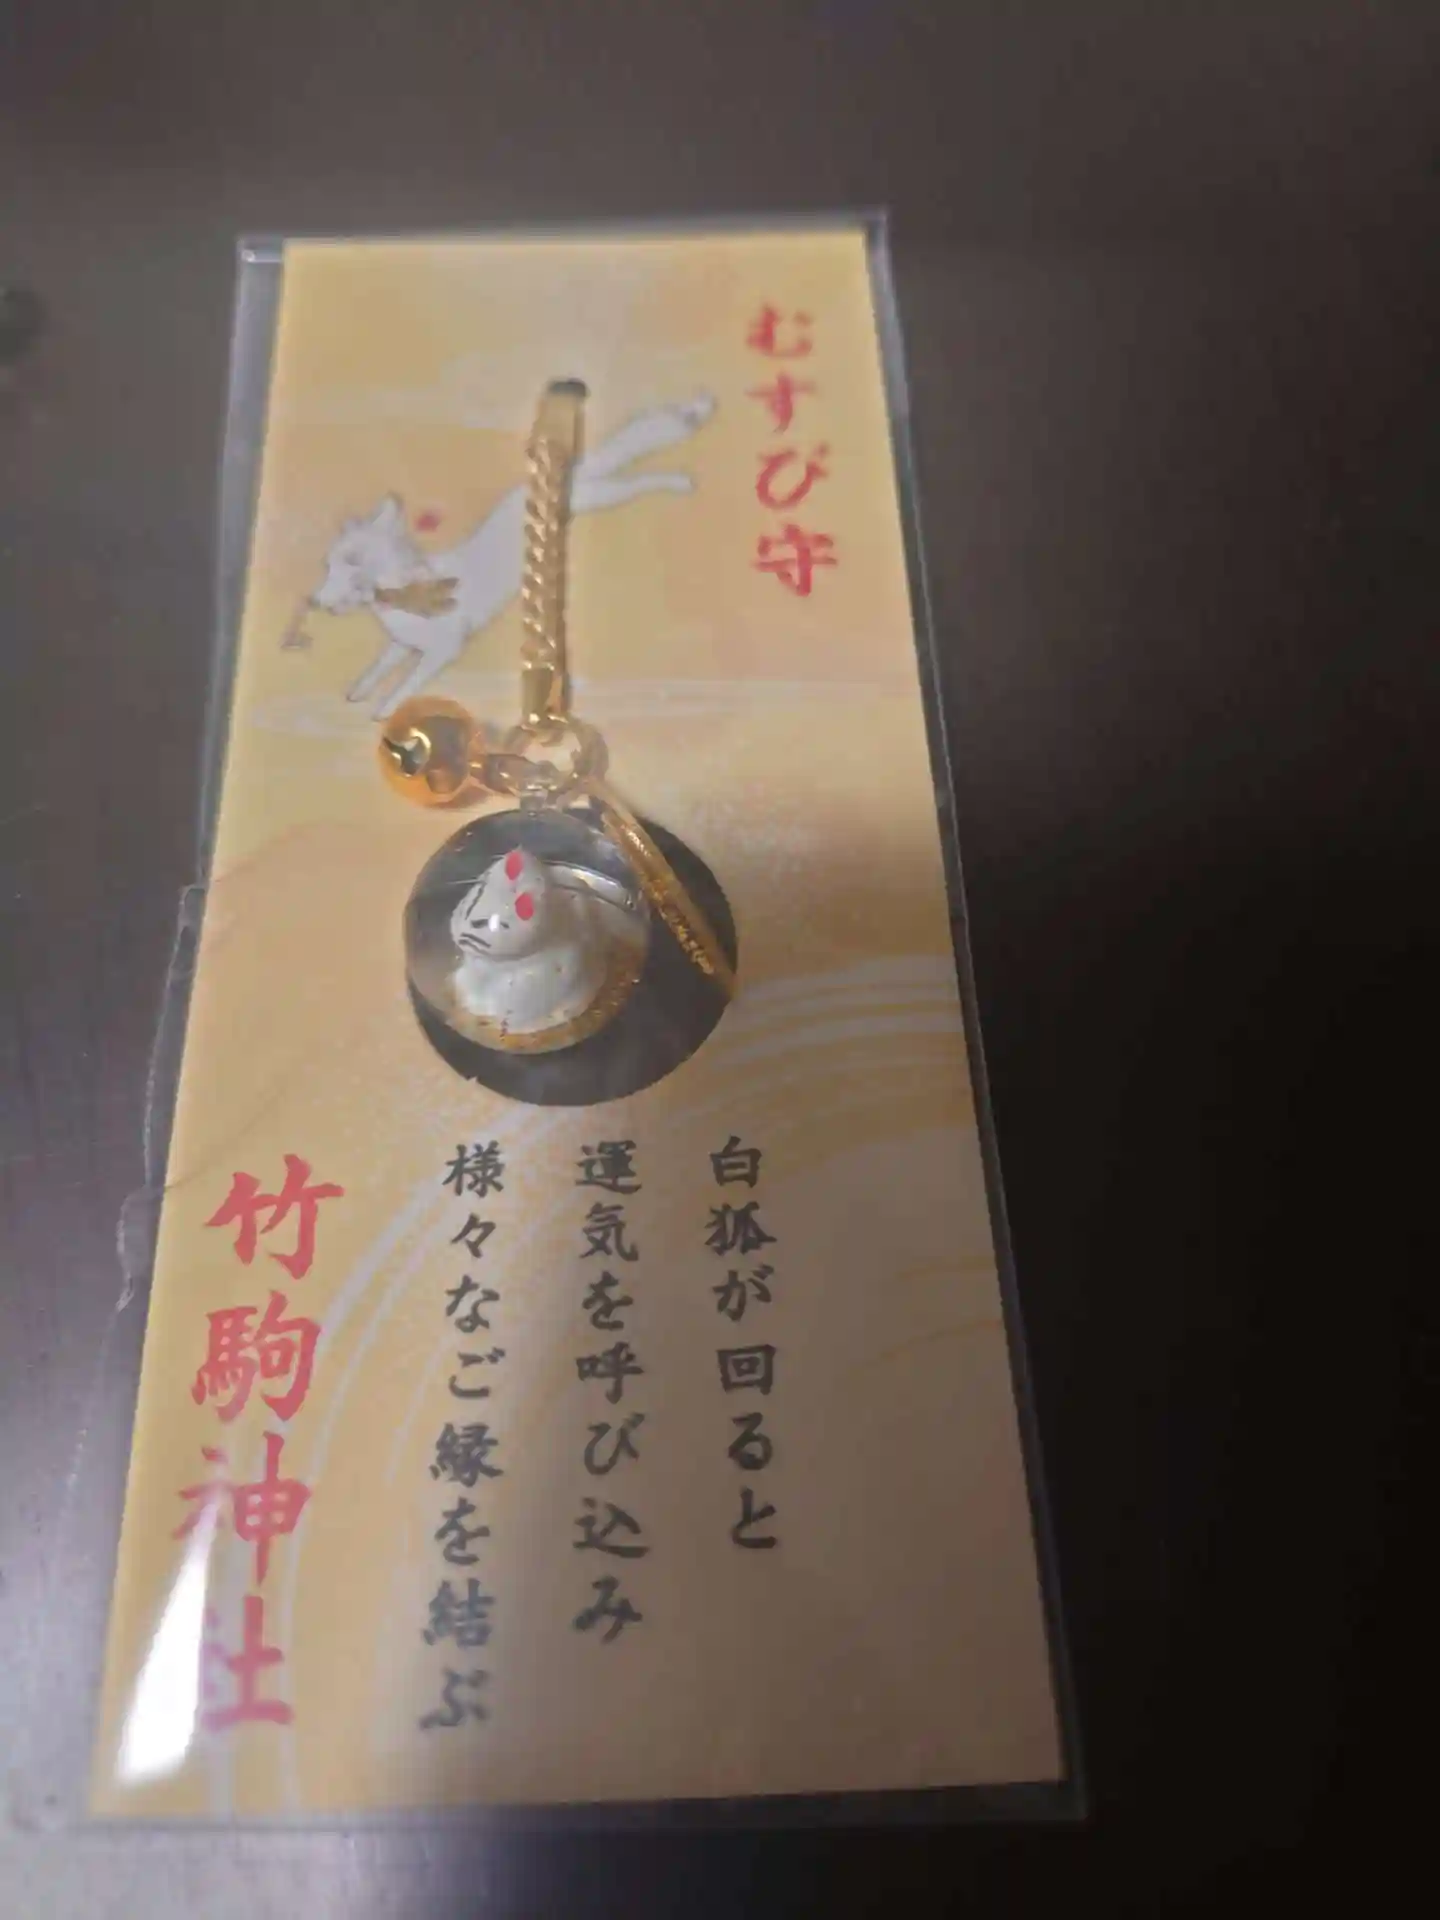 むすび守
白狐が回ると
運気を呼び込み
様々なご縁を結ぶ
竹駒神社